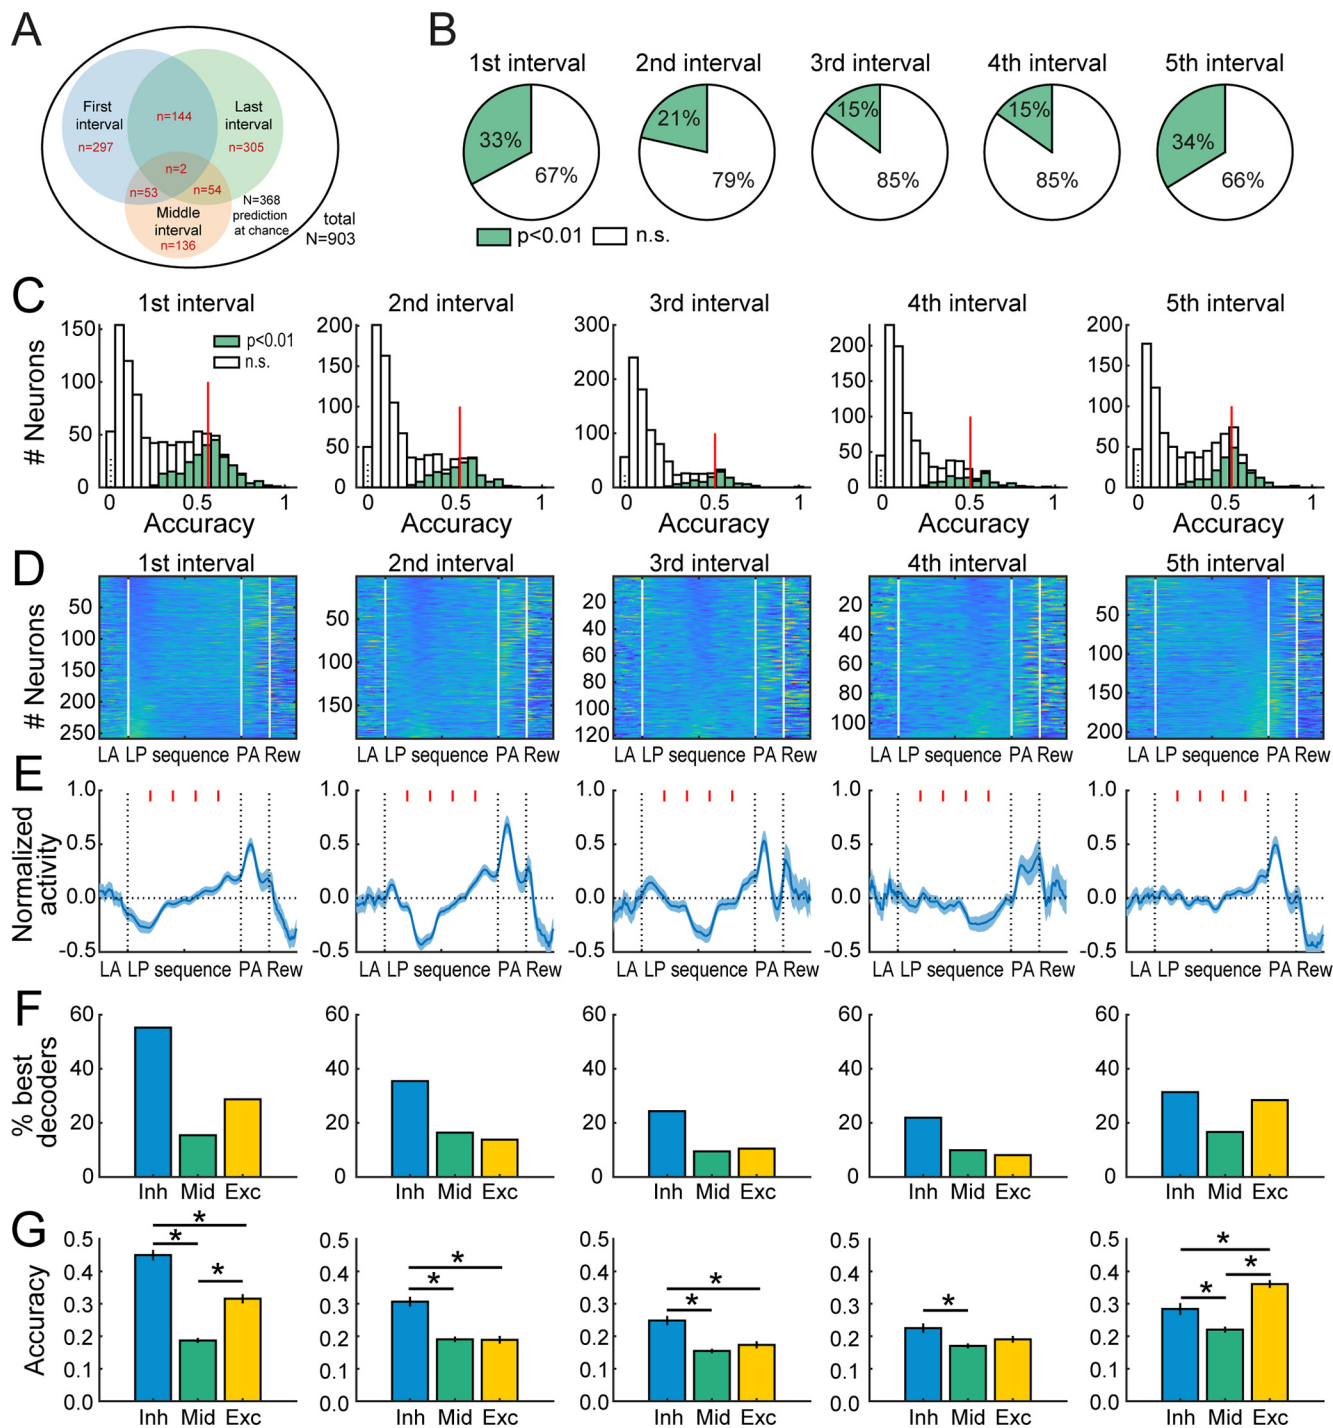 A
First
interval
n=297
n=144
Last
interval
n=305
n=2
n=53
n=54
Middle
interval
n=136
N=368
prediction
at chance
total
N=903
B
1st interval
2nd interval
3rd interval
4th interval
5th interval
33%
67%
21%
79%
15%
85%
15%
85%
34%
66%
p<0.01
n.s.
C
1st interval
2nd interval
3rd interval
4th interval
5th interval
# Neurons
150
100
50
0
p<0.01
n.s.
200
150
100
50
0
300
200
100
0
200
150
100
50
0
200
150
100
50
0
0 0.5 1
0 0.5 1
0 0.5 1
0 0.5 1
0 0.5 1
Accuracy
Accuracy
Accuracy
Accuracy
Accuracy
D
1st interval
2nd interval
3rd interval
4th interval
5th interval
# Neurons
50
100
150
200
250
50
100
150
20
40
60
80
100
120
20
40
60
80
100
50
100
150
200
LA LP sequence PA Rew
LA LP sequence PA Rew
LA LP sequence PA Rew
LA LP sequence PA Rew
LA LP sequence PA Rew
E
Normalized
activity
1.0
0.5
0.0
-0.5
1.0
0.5
0.0
-0.5
1.0
0.5
0.0
-0.5
1.0
0.5
0.0
-0.5
1.0
0.5
0.0
-0.5
LA LP sequence PA Rew
LA LP sequence PA Rew
LA LP sequence PA Rew
LA LP sequence PA Rew
LA LP sequence PA Rew
F
% best
decoders
60
40
20
0
60
40
20
0
60
40
20
0
60
40
20
0
60
40
20
0
Inh Mid Exc
Inh Mid Exc
Inh Mid Exc
Inh Mid Exc
Inh Mid Exc
G
Accuracy
0.5
0.4
0.3
0.2
0.1
0.0
* * *
0.5
0.4
0.3
0.2
0.1
0.0
* *
0.5
0.4
0.3
0.2
0.1
0.0
* *
0.5
0.4
0.3
0.2
0.1
0.0
*
0.5
0.4
0.3
0.2
0.1
0.0
* * *
Inh Mid Exc
Inh Mid Exc
Inh Mid Exc
Inh Mid Exc
Inh Mid Exc